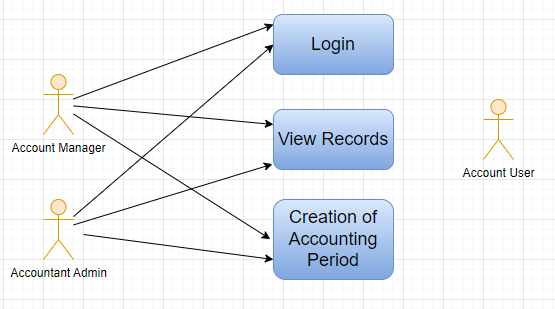 Login
Account Manager
View Records
Account User
Accountant Admin
Creation of
Accounting
Period